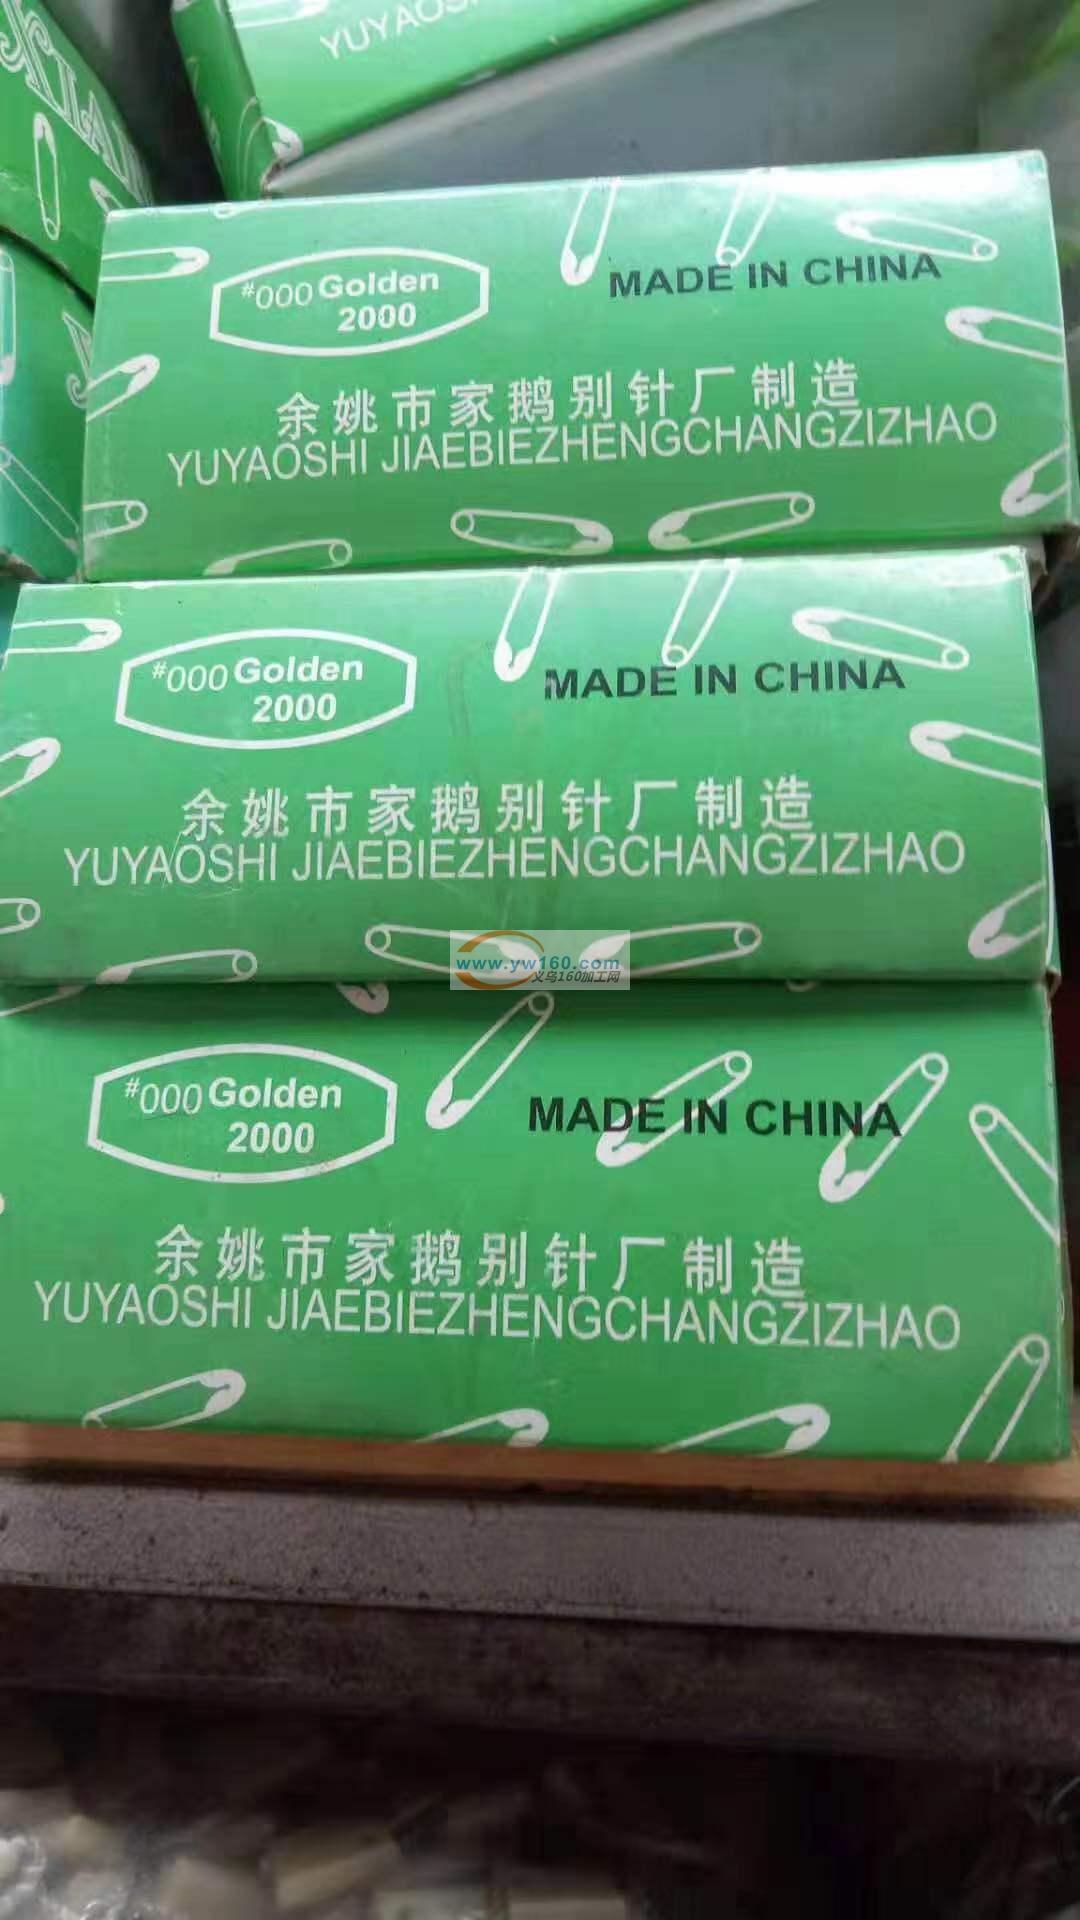 YUYAOS
#000 Golden
2000
MADE IN CHINA
余姚市家鹅别针厂制造
YUYAOSHI JIAEBIEZHENGCHANGZIZHAO
#000 Golden
2000
MADE IN CHINA
余姚市家鹅别针厂制造
YUYAOSHI JIAEBIEZHENGCHANGZIZHAO
www.yw160.com
义乌160加工网
#000 Golden
2000
MADE IN CHINA
余姚市家鹅别针厂制造
YUYAOSHI JIAEBIEZHENGCHANGZIZHAO